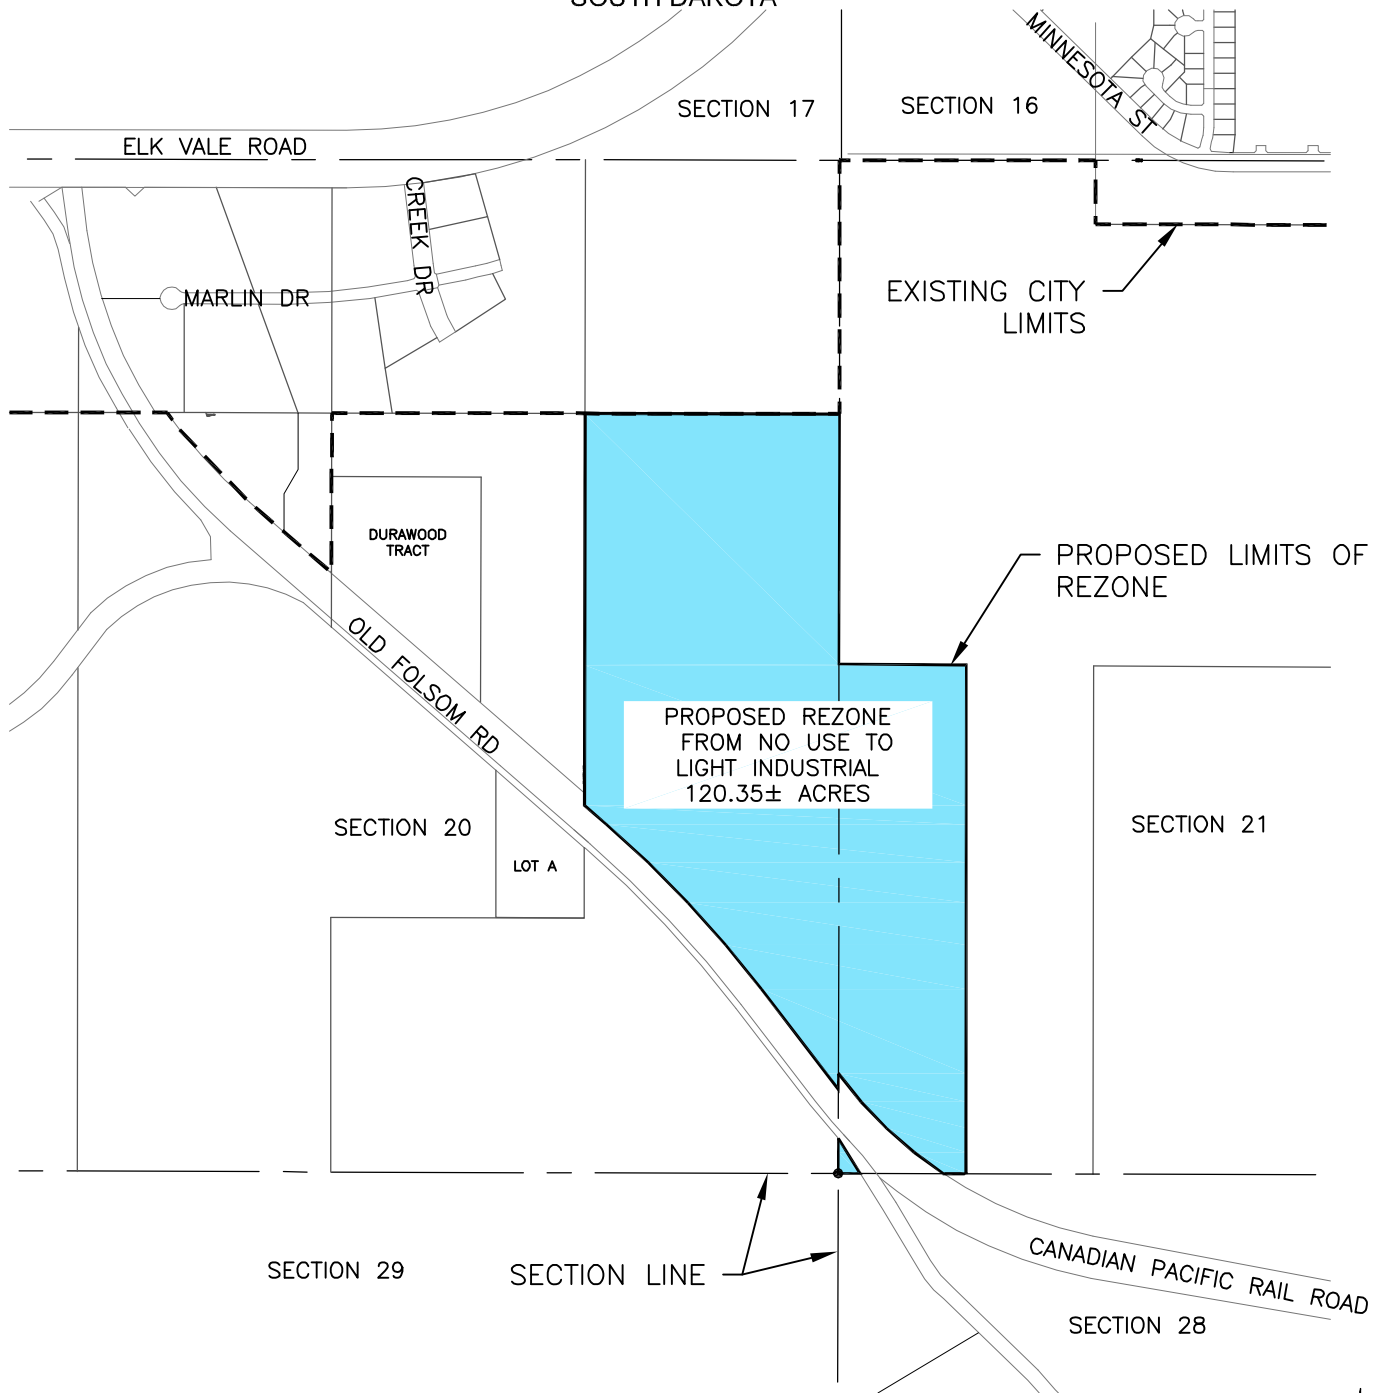 SOUTH DAKOTA
MINNESOTA ST
SECTION 17
SECTION 16
ELK VALE ROAD
CREEK DR
MARLIN DR
EXISTING CITY
LIMITS
DURAWOOD
TRACT
PROPOSED LIMITS OF
REZONE
OLD FOLSOM RD
PROPOSED REZONE
FROM NO USE TO
LIGHT INDUSTRIAL
120.35± ACRES
SECTION 20
SECTION 21
LOT A
SECTION 29
SECTION LINE
CANADIAN PACIFIC RAIL ROAD
SECTION 28